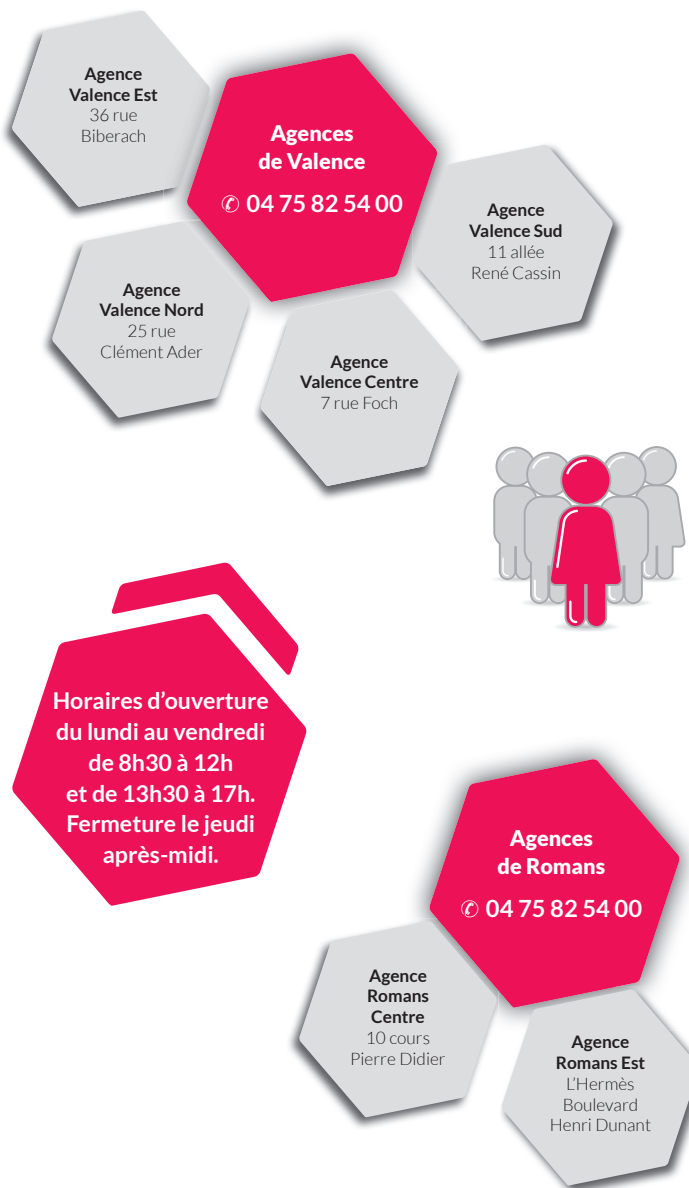 Agence
Valence Est
36 rue
Biberach
Agences
de Valence
✆ 04 75 82 54 00
Agence
Valence Sud
11 allée
René Cassin
Agence
Valence Nord
25 rue
Clément Ader
Agence
Valence Centre
7 rue Foch
Horaires d’ouverture
du lundi au vendredi
de 8h30 à 12h
et de 13h30 à 17h.
Fermeture le jeudi
après-midi.
Agences
de Romans
✆ 04 75 82 54 00
Agence
Romans
Centre
10 cours
Pierre Didier
Agence
Romans Est
L’Hermès
Boulevard
Henri Dunant